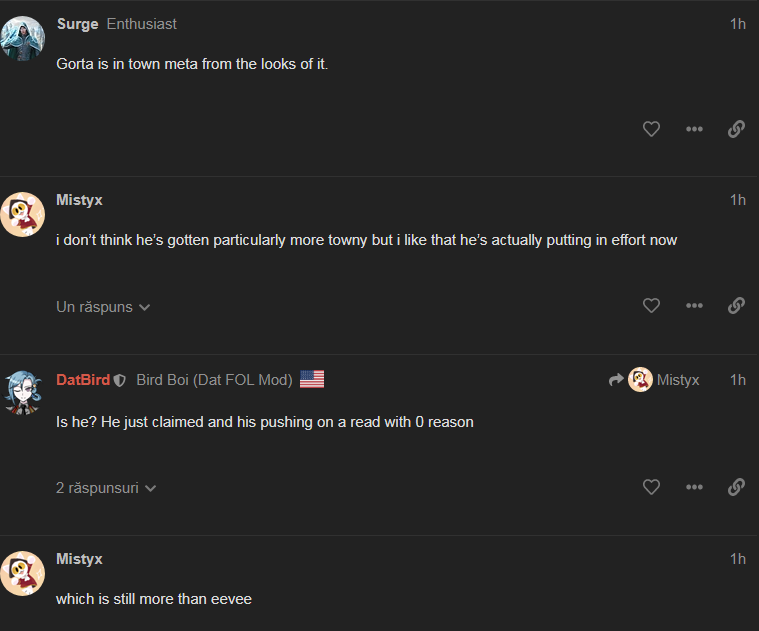 Surge Enthusiast 1h
Gorta is in town meta from the looks of it.
Mistyx 1h
i don’t think he’s gotten particularly more towny but i like that he’s actually putting in effort now
Un răspuns
DatBird Bird Boi (Dat FOL Mod) Mistyx 1h
Is he? He just claimed and his pushing on a read with 0 reason
2 răspunsuri
Mistyx 1h
which is still more than eevee